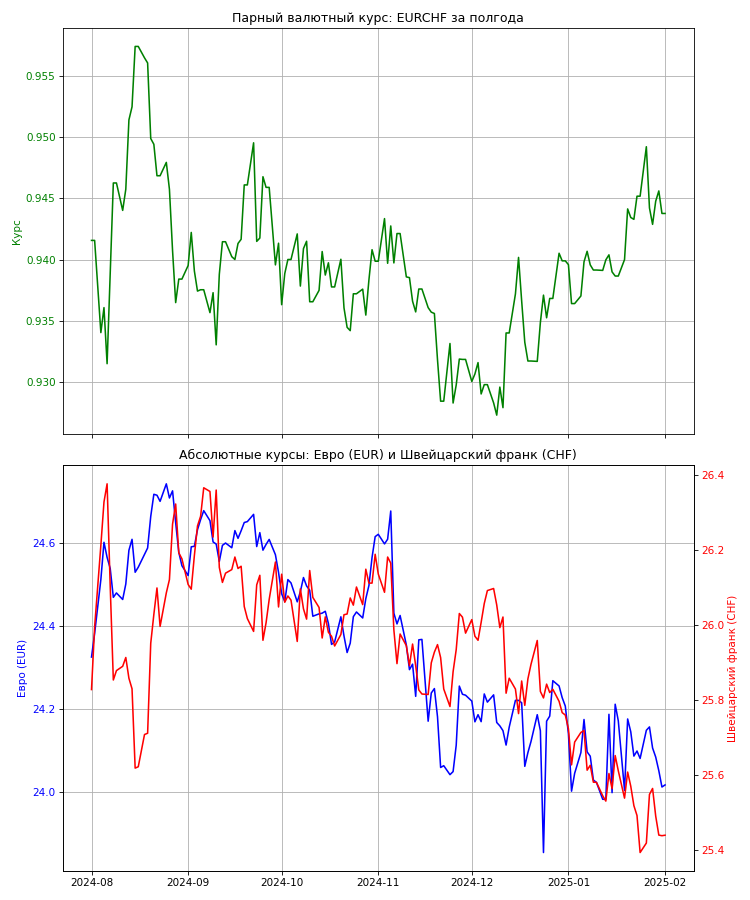 Парный валютный курс: EURCHF за полгода
0.955
0.950
0.945
0.940
0.935
0.930
Курс
Абсолютные курсы: Евро (EUR) и Швейцарский франк (CHF)
24.6
24.4
24.2
24.0
Евро (EUR)
26.4
26.2
26.0
25.8
25.6
25.4
Швейцарский франк (CHF)
2024-08 2024-09 2024-10 2024-11 2024-12 2025-01 2025-02